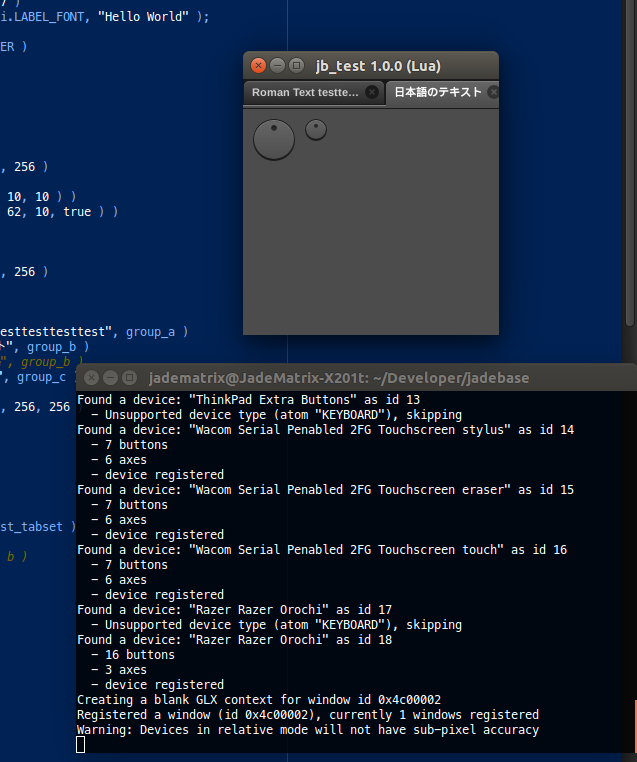 7 )
i.LABEL_FONT, "Hello World" );
ER )
, 256 )
10, 10 ) )
62, 10, true ) )
, 256 )
esttesttesttest", group_a )
ト", group_b )
", group_b )
", group_c )
, 256, 256 )
st_tabset )
b )
jb_test 1.0.0 (Lua)
Roman Text testte...
日本語のテキスト
jadematrix@JadeMatrix-X201t: ~/Developer/jadebase
Found a device: "ThinkPad Extra Buttons" as id 13
- Unsupported device type (atom "KEYBOARD"), skipping
Found a device: "Wacom Serial Penabled 2FG Touchscreen stylus" as id 14
- 7 buttons
- 6 axes
- device registered
Found a device: "Wacom Serial Penabled 2FG Touchscreen eraser" as id 15
- 7 buttons
- 6 axes
- device registered
Found a device: "Wacom Serial Penabled 2FG Touchscreen touch" as id 16
- 7 buttons
- 6 axes
- device registered
Found a device: "Razer Razer Orochi" as id 17
- Unsupported device type (atom "KEYBOARD"), skipping
Found a device: "Razer Razer Orochi" as id 18
- 16 buttons
- 3 axes
- device registered
Creating a blank GLX context for window id 0x4c00002
Registered a window (id 0x4c00002), currently 1 windows registered
Warning: Devices in relative mode will not have sub-pixel accuracy